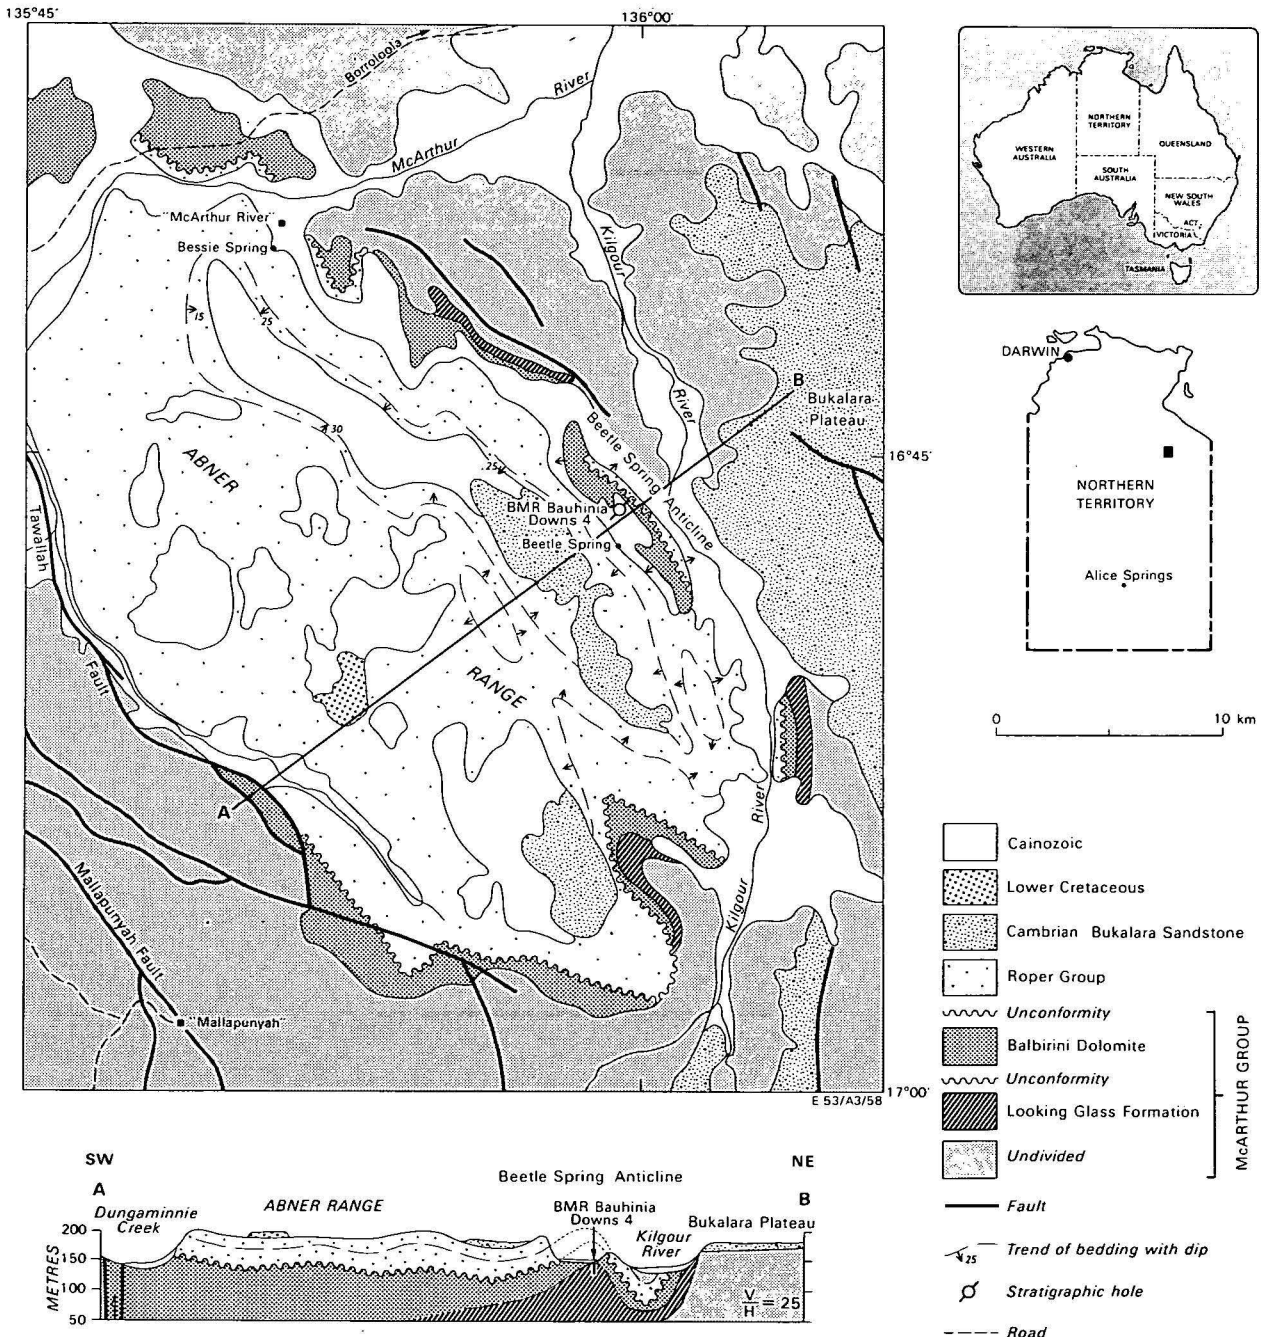 135°45'
136°00'
Borroloola
River
McArthur
"McArthur River"
Bessie Spring
Kilgour
River
15
25
30
25
B
Bukalara
Plateau
16°45'
Beetle Spring Anticline
ABNER
BMR Bauhinia
Downs 4
Beetle Spring
Tawallah
Fault
RANGE
A
River
Kilgour
Mallapunyah Fault
"Mallapunyah"
17°00'
E 53/A3/58
WESTERN
AUSTRALIA
NORTHERN
TERRITORY
QUEENSLAND
SOUTH
AUSTRALIA
NEW SOUTH
WALES
ACT
VICTORIA
TASMANIA
DARWIN
NORTHERN
TERRITORY
Alice Springs
0 10 km
Cainozoic
Lower Cretaceous
Cambrian Bukalara Sandstone
Roper Group
Unconformity
Balbirini Dolomite
Unconformity
Looking Glass Formation
Undivided
McARTHUR GROUP
Fault
25 Trend of bedding with dip
Stratigraphic hole
Road
SW
NE
A
B
Beetle Spring Anticline
Dungaminnie
Creek
ABNER RANGE
BMR Bauhinia
Downs 4
Kilgour
River
Bukalara Plateau
METRES
200
150
100
50
V/H = 25